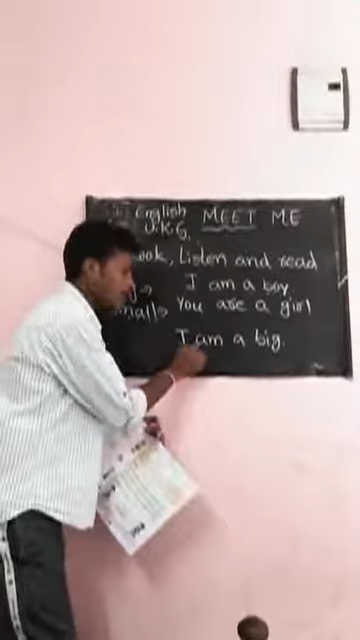 English MEET ME
U.K.G.
Look, Listen and read
I am a boy.
You are a girl
I am a big.